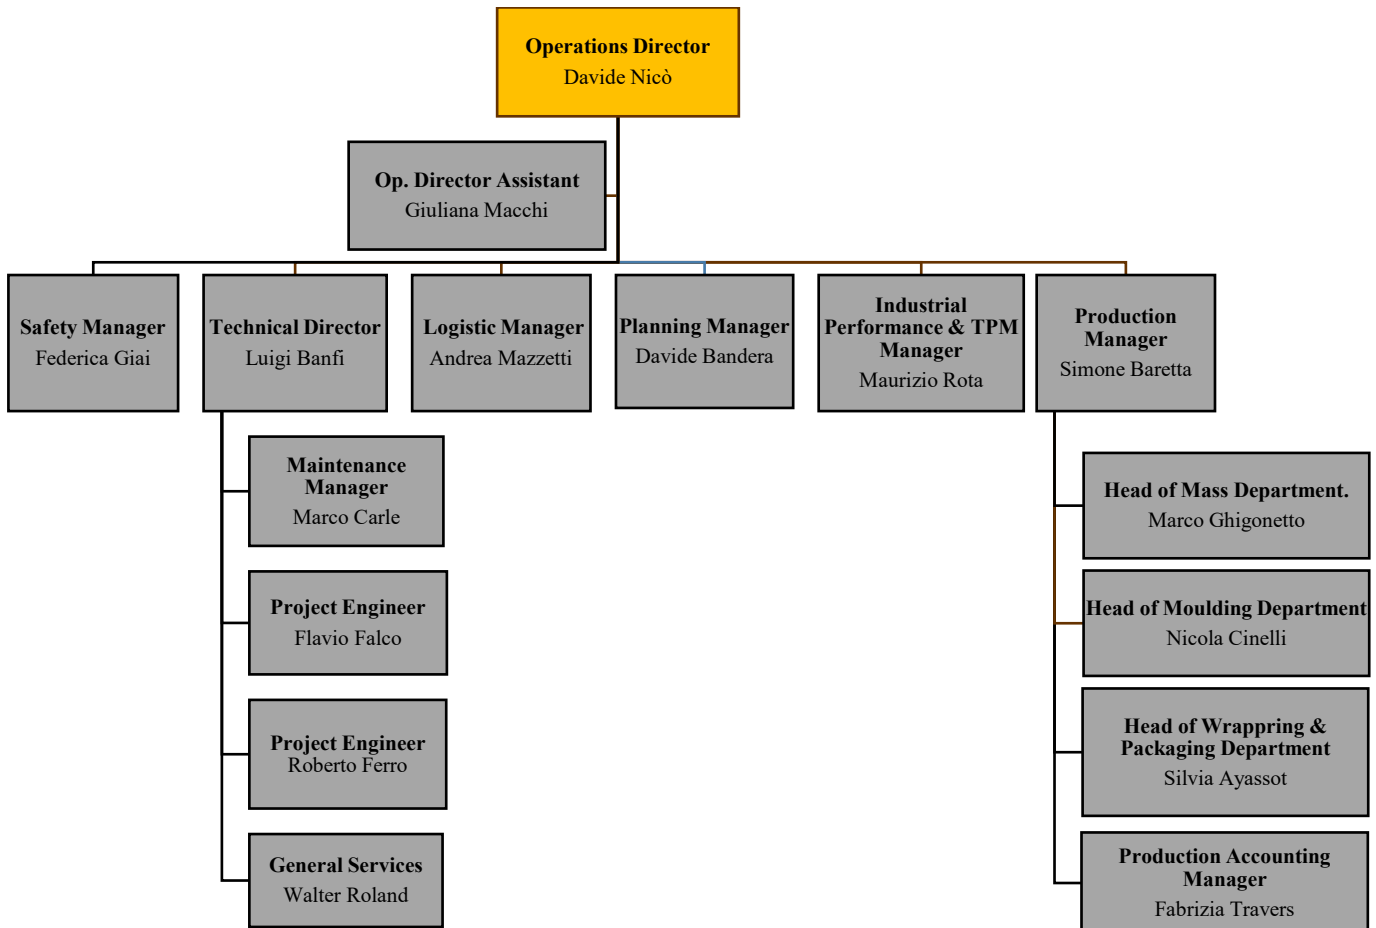 Operations Director
Davide Nicò
Op. Director Assistant
Giuliana Macchi
Safety Manager
Federica Giai
Technical Director
Luigi Banfi
Logistic Manager
Andrea Mazzetti
Planning Manager
Davide Bandera
Industrial
Performance & TPM
Manager
Maurizio Rota
Production
Manager
Simone Baretta
Maintenance
Manager
Marco Carle
Project Engineer
Flavio Falco
Project Engineer
Roberto Ferro
General Services
Walter Roland
Head of Mass Department.
Marco Ghigonetto
Head of Moulding Department
Nicola Cinelli
Head of Wrappring &
Packaging Department
Silvia Ayassot
Production Accounting
Manager
Fabrizia Travers